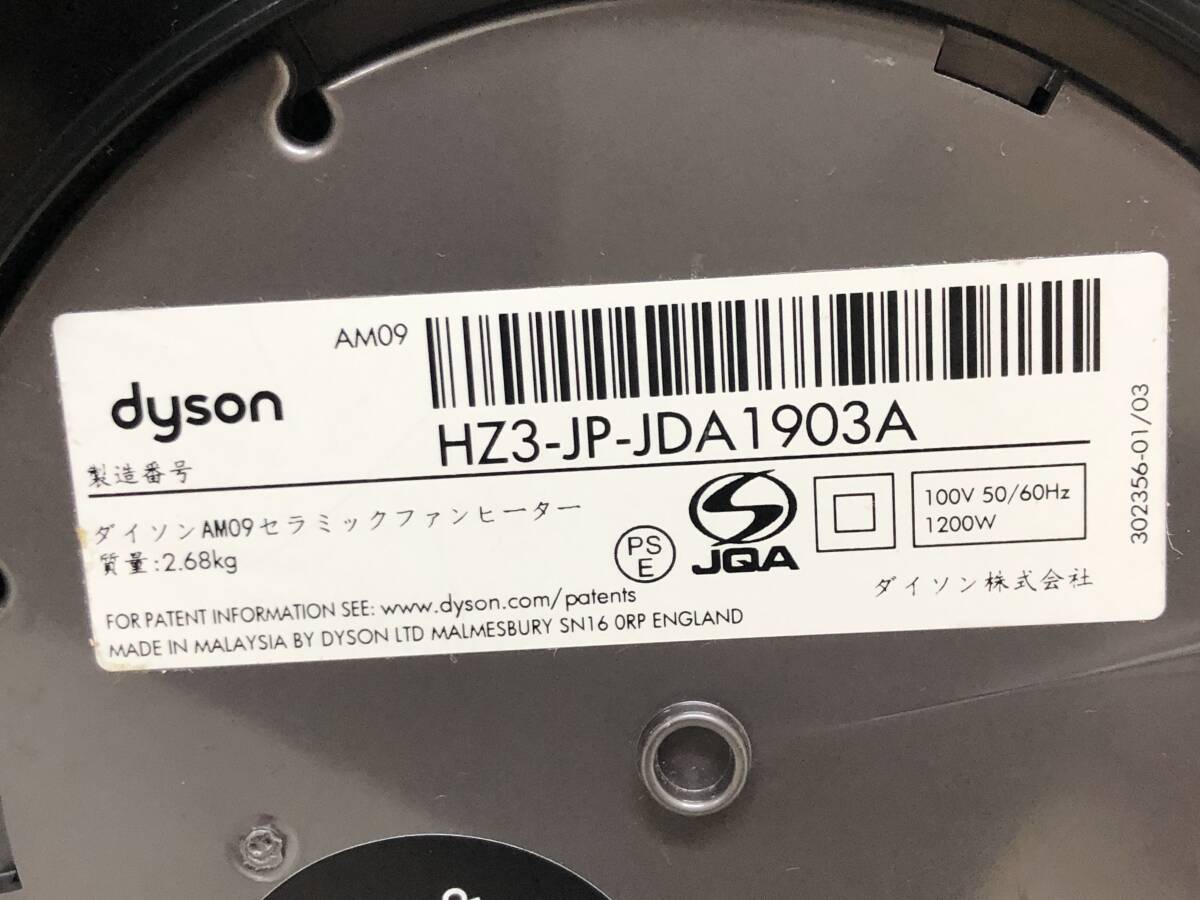 AM09
dyson
HZ3-JP-JDA1903A
製造番号
ダイソンAM09セラミックファンヒーター
質量:2.68kg
PS
E
JQA
100V 50/60Hz
1200W
ダイソン株式会社
FOR PATENT INFORMATION SEE: www.dyson.com/patents
MADE IN MALAYSIA BY DYSON LTD MALMESBURY SN16 0RP ENGLAND
302356-01/03